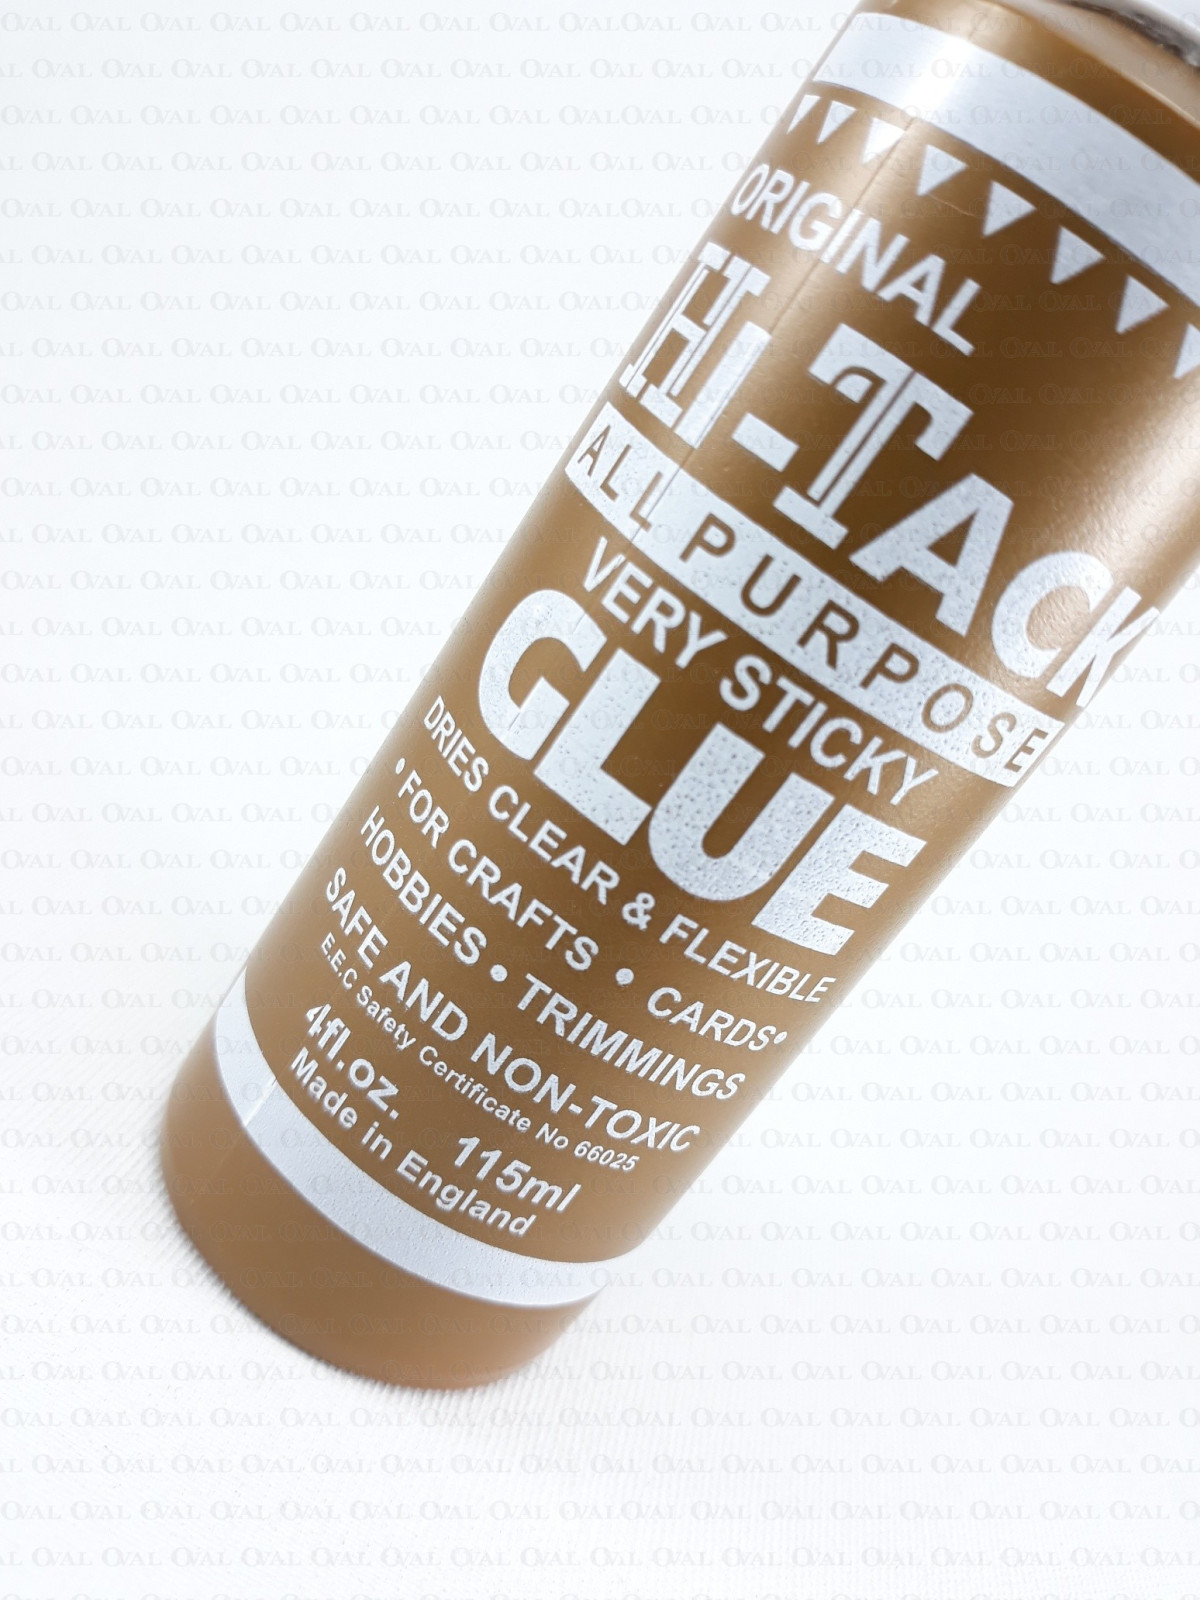 ORIGINAL
HI-TACK
ALL PURPOSE
VERY STICKY
GLUE
DRIES CLEAR & FLEXIBLE
•FOR CRAFTS • CARDS•
HOBBIES • TRIMMINGS
SAFE AND NON-TOXIC
E.E.C Safety Certificate No 66025
4fl.oz. 115ml
Made in England
OVAL